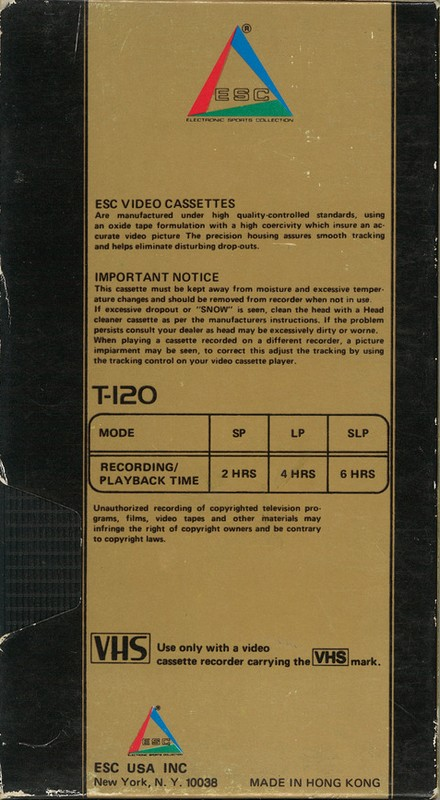 ®
ESC
ELECTRONIC SPORTS COLLECTION
ESC VIDEO CASSETTES
Are manufactured under high quality-controlled standards, using
an oxide tape formulation with a high coercivity which insure an ac-
curate video picture The precision housing assures smooth tracking
and helps eliminate disturbing drop-outs.
IMPORTANT NOTICE
This cassette must be kept away from moisture and excessive temper-
ature changes and should be removed from recorder when not in use.
If excessive dropout or "SNOW" is seen, clean the head with a Head
cleaner cassette as per the manufacturers instructions. If the problem
persists consult your dealer as head may be excessively dirty or worne.
When playing a cassette recorded on a different recorder, a picture
impiarment may be seen, to correct this adjust the tracking by using
the tracking control on your video cassette player.
T-120
MODE SP LP SLP
RECORDING/
PLAYBACK TIME 2 HRS 4 HRS 6 HRS
Unauthorized recording of copyrighted television pro-
grams, films, video tapes and other materials may
infringe the right of copyright owners and be contrary
to copyright laws.
VHS Use only with a video
cassette recorder carrying the VHS mark.
®
ESC
ELECTRONIC SPORTS COLLECTION
ESC USA INC
New York, N. Y. 10038 MADE IN HONG KONG